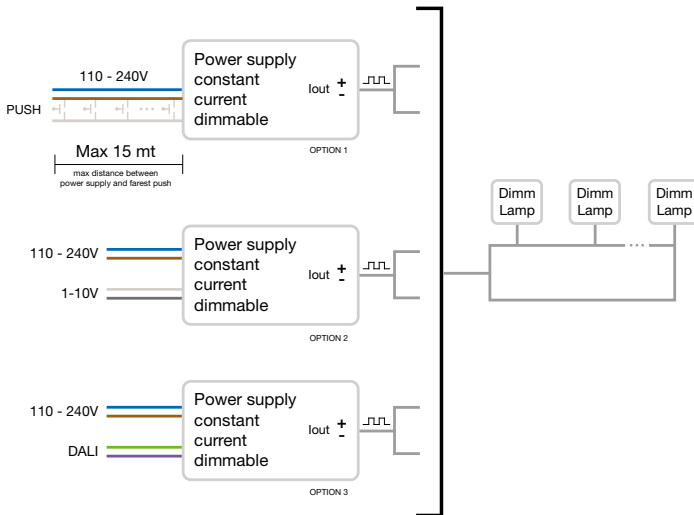 110 - 240V
PUSH
Power supply
constant
current
dimmable
Iout + -
OPTION 1
Max 15 mt
max distance between
power supply and farest push
110 - 240V
1-10V
Power supply
constant
current
dimmable
Iout + -
OPTION 2
110 - 240V
DALI
Power supply
constant
current
dimmable
Iout + -
OPTION 3
Dimm
Lamp
Dimm
Lamp
Dimm
Lamp